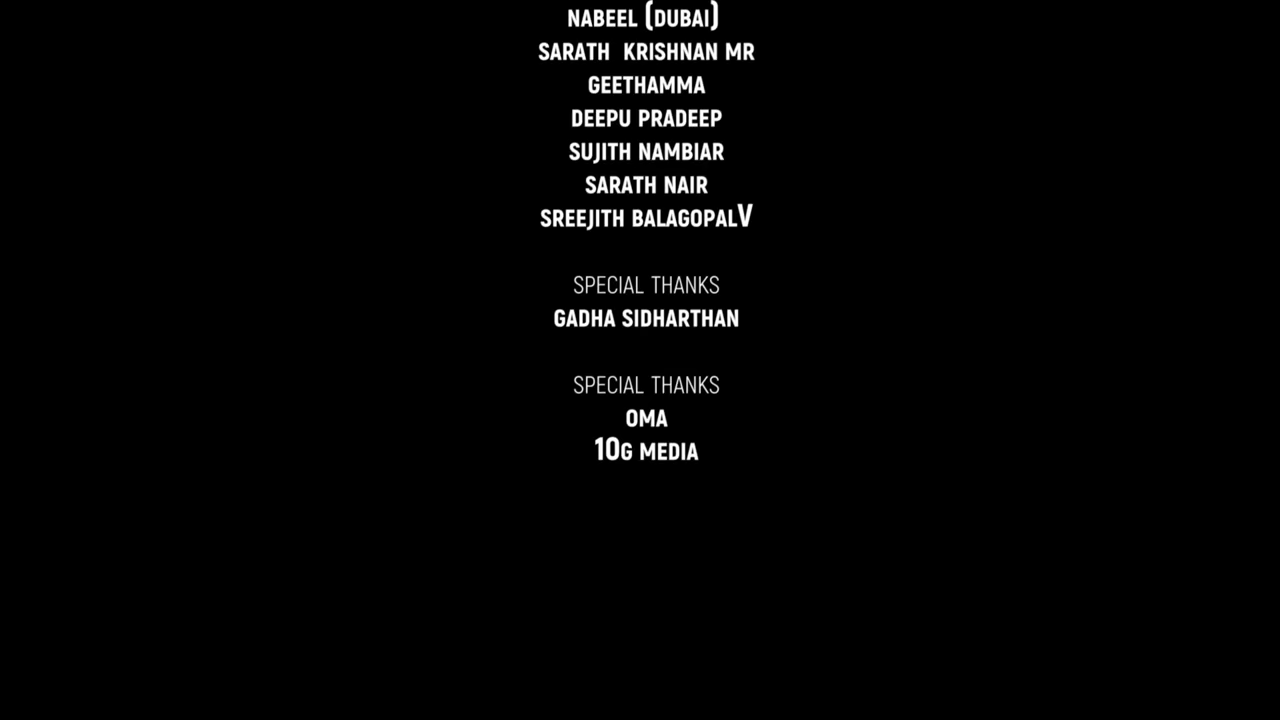 NABEEL (DUBAI)
SARATH KRISHNAN MR
GEETHAMMA
DEEPU PRADEEP
SUJITH NAMBIAR
SARATH NAIR
SREEJITH BALAGOPALV
SPECIAL THANKS
GADHA SIDHARTHAN
SPECIAL THANKS
OMA
10G MEDIA